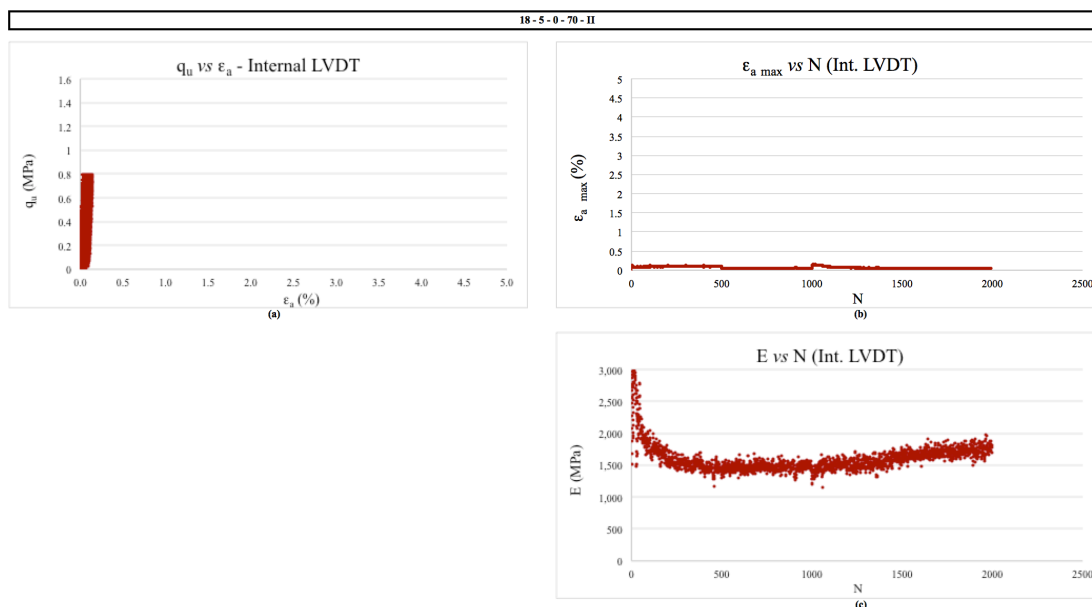 18 - 5 - 0 - 70 - II
qu vs εa - Internal LVDT
qu (MPa)
1.6
1.4
1.2
1
0.8
0.6
0.4
0.2
0
0.0 0.5 1.0 1.5 2.0 2.5 3.0 3.5 4.0 4.5 5.0
εa (%)
(a)
εa max vs N (Int. LVDT)
εa max (%)
5
4.5
4
3.5
3
2.5
2
1.5
1
0.5
0
0 500 1000 1500 2000 2500
N
(b)
E vs N (Int. LVDT)
E (MPa)
3,000
2,500
2,000
1,500
1,000
500
0
0 500 1000 1500 2000 2500
N
(c)